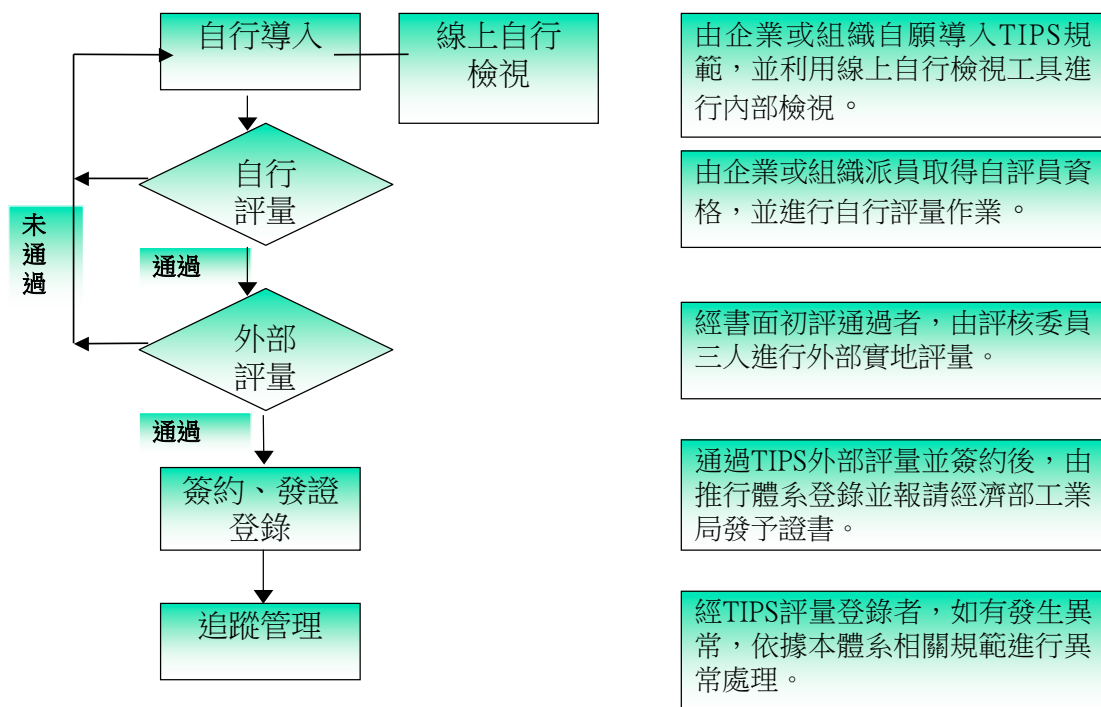 自行導入
線上自行
檢視
由企業或組織自願導入TIPS規
範，並利用線上自行檢視工具進
行內部檢視。
自行
評量
由企業或組織派員取得自評員資
格，並進行自行評量作業。
未
通
過
通過
外部
評量
經書面初評通過者，由評核委員
三人進行外部實地評量。
通過
簽約、發證
登錄
通過TIPS外部評量並簽約後，由
推行體系登錄並報請經濟部工業
局發予證書。
追蹤管理
經TIPS評量登錄者，如有發生異
常，依據本體系相關規範進行異
常處理。